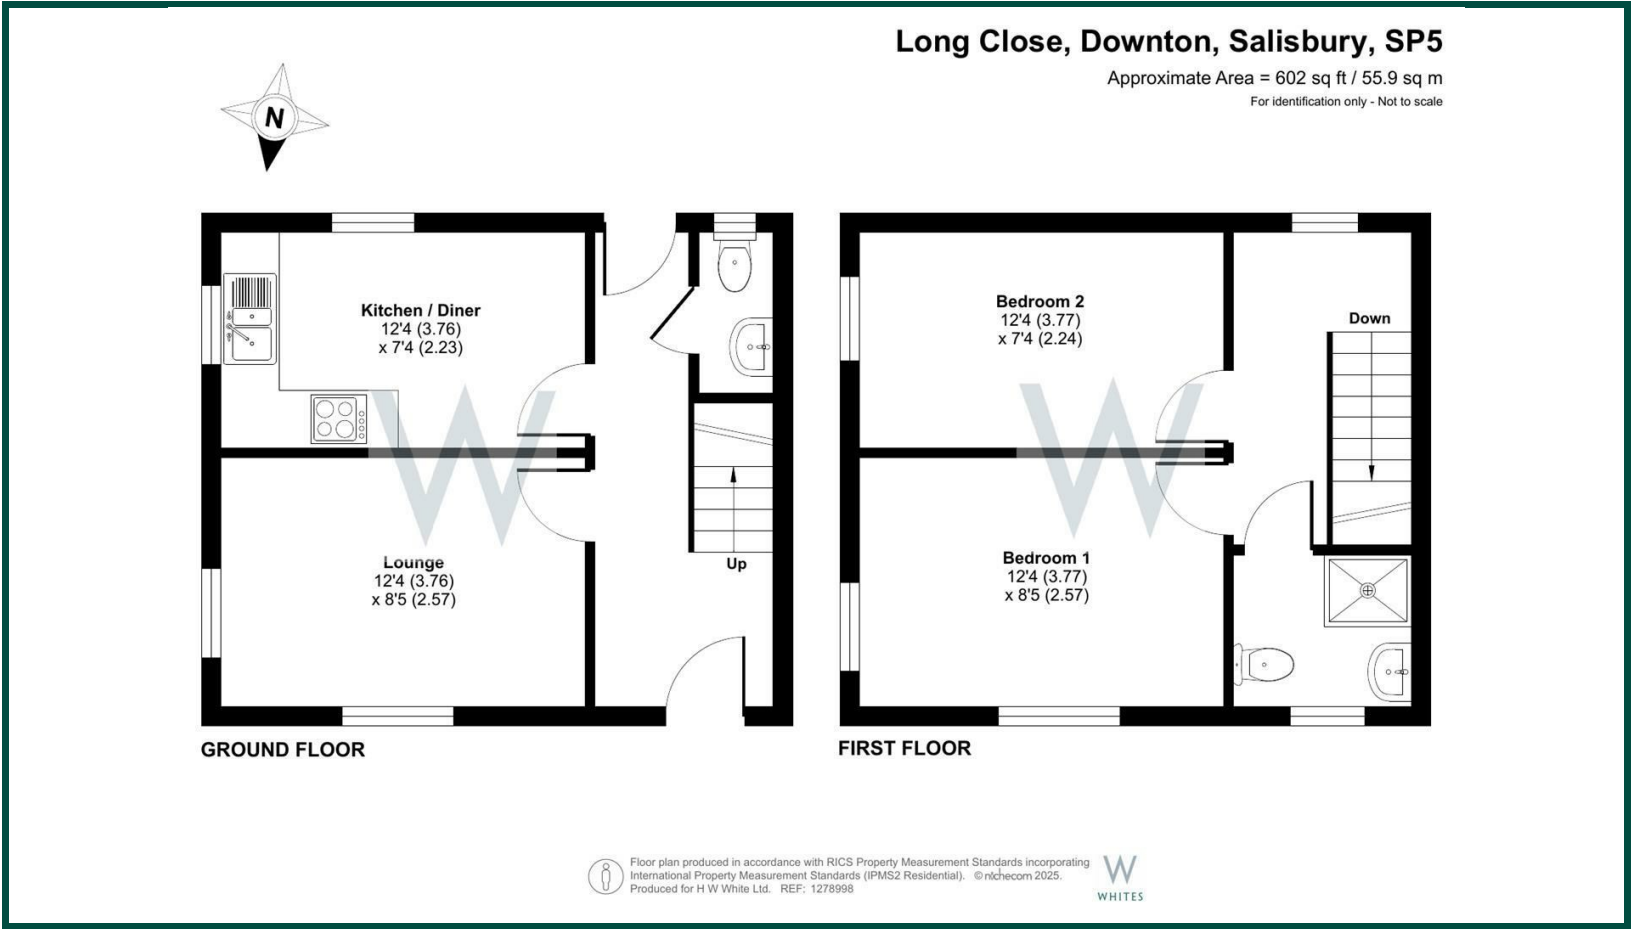 Long Close, Downton, Salisbury, SP5
Approximate Area = 602 sq ft / 55.9 sq m
For identification only - Not to scale
N
Kitchen / Diner
12'4 (3.76)
x 7'4 (2.23)
Lounge
12'4 (3.76)
x 8'5 (2.57)
Up
GROUND FLOOR
Bedroom 2
12'4 (3.77)
x 7'4 (2.24)
Down
Bedroom 1
12'4 (3.77)
x 8'5 (2.57)
FIRST FLOOR
Floor plan produced in accordance with RICS Property Measurement Standards incorporating
International Property Measurement Standards (IPMS2 Residential). © nichecom 2025.
Produced for H W White Ltd. REF: 1278998
W
WHITES